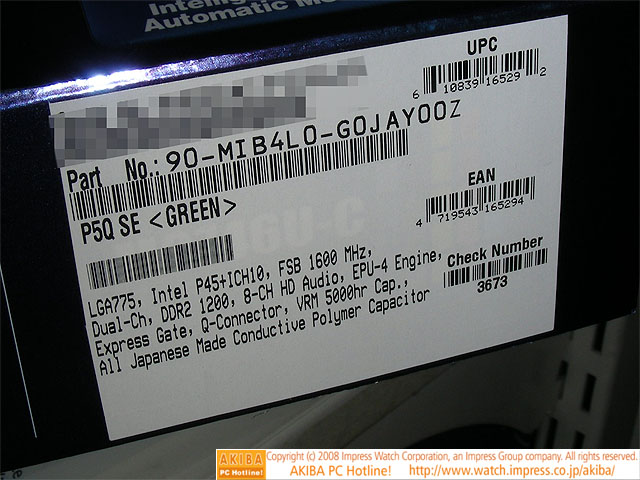 Automatic
UPC
6 10839 16529 2
Part No.: 90-MIB4L0-G0JAY00Z
P5Q SE <GREEN>
EAN
4 719543 165294
LGA775, Intel P45+ICH10, FSB 1600 MHz,
Dual-Ch, DDR2 1200, 8-CH HD Audio, EPU-4 Engine,
Express Gate, Q-Connector, VRM 5000hr Cap.,
All Japanese Made Conductive Polymer Capacitor
Check Number
3673
AKIBA
PC Hotline!
Copyright (c) 2008 Impress Watch Corporation, an Impress Group company. All rights reserved.
AKIBA PC Hotline! http://www.watch.impress.co.jp/akiba/